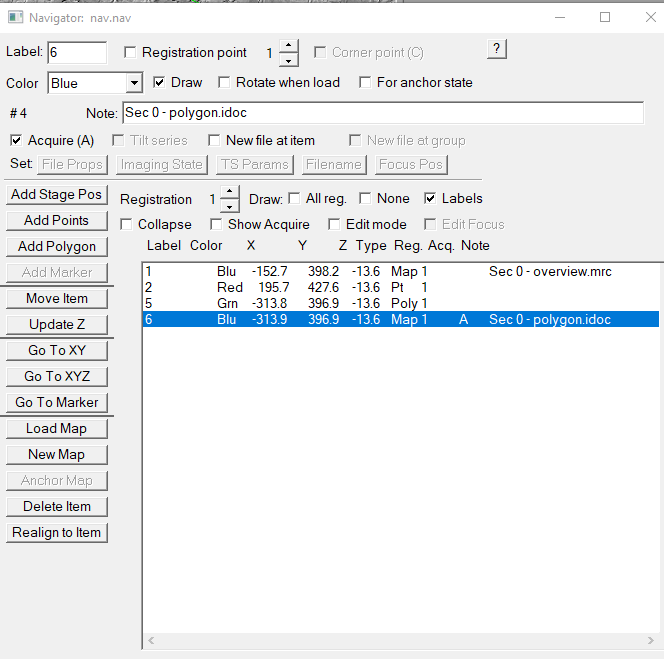 Navigator: nav.nav
Label: 6 Registration point 1 Corner point (C) ?
Color Blue Draw Rotate when load For anchor state
# 4 Note: Sec 0 - polygon.idoc
Acquire (A) Tilt series New file at item New file at group
Set: File Props Imaging State TS Params Filename Focus Pos
Add Stage Pos Registration 1 Draw: All reg. None Labels
Add Points Collapse Show Acquire Edit mode Edit Focus
Add Polygon Label Color X Y Z Type Reg. Acq. Note
Add Marker 1 Blu -152.7 398.2 -13.6 Map 1 Sec 0 - overview.mrc
2 Red 195.7 427.6 -13.6 Pt 1
Move Item 5 Grn -313.8 396.9 -13.6 Poly 1
Update Z 6 Blu -313.9 396.9 -13.6 Map 1 A Sec 0 - polygon.idoc
Go To XY
Go To XYZ
Go To Marker
Load Map
New Map
Anchor Map
Delete Item
Realign to Item